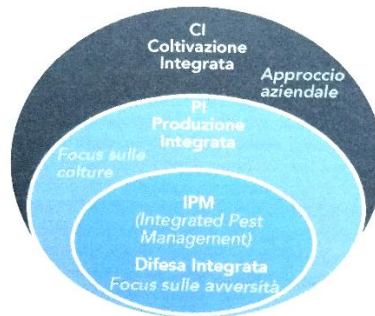 CI
Coltivazione
Integrata
Approccio
aziendale
PI
Produzione
Integrata
Focus sulle
colture
IPM
(Integrated Pest
Management)
Difesa Integrata
Focus sulle avversità